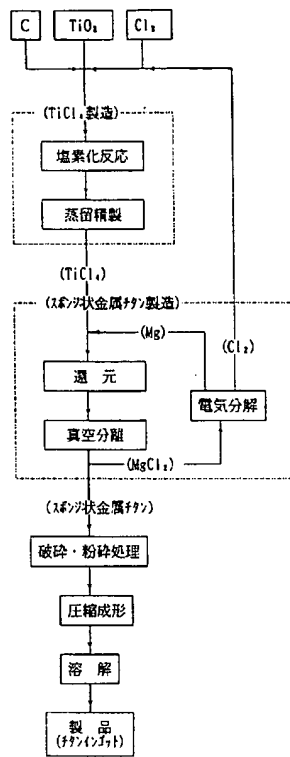 C
TiO₂
Cl₂
(TiCl₄製造)
塩素化反応
蒸留精製
(TiCl₄)
(ｽﾎﾟﾝｼﾞ状金属ﾁﾀﾝ製造)
(Mg)
(Cl₂)
還元
電気分解
真空分離
(MgCl₂)
(ｽﾎﾟﾝｼﾞ状金属ﾁﾀﾝ)
破砕・粉砕処理
圧縮成形
溶解
製品
(ﾁﾀﾝｲﾝｺﾞｯﾄ)